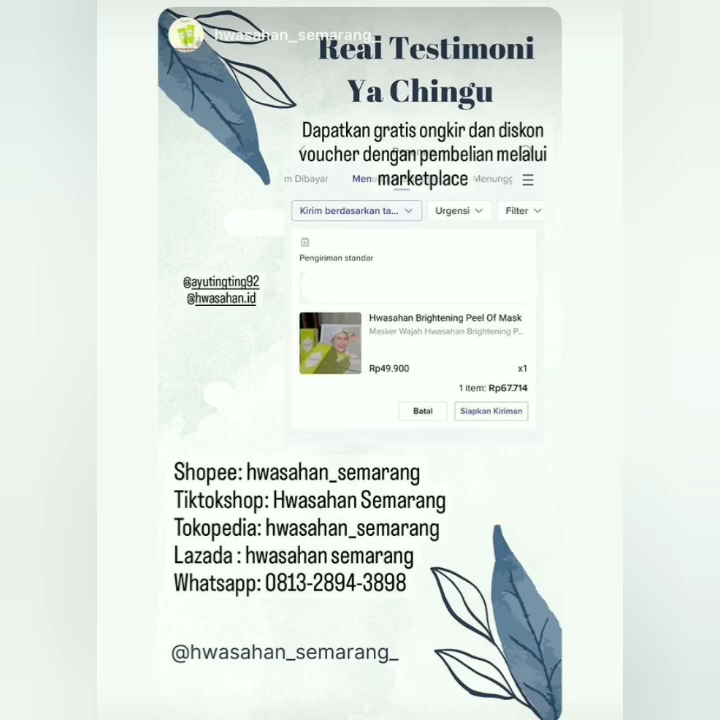 hwasahan_semarang
Real Testimoni
Ya Chingu
Dapatkan gratis ongkir dan diskon
voucher dengan pembelian melalui
marketplace
m Dibayar
Kirim berdasarkan ta...
Urgensi
Filter
Pengiriman standar
@ayutingting92
@hwasahan.id
Hwasahan Brightening Peel Of Mask
Masker Wajah Hwasahan Brightening P...
Rp49.900
x1
1 item: Rp67.714
Batal
Siapkan Kiriman
Shopee: hwasahan_semarang
Tiktokshop: Hwasahan Semarang
Tokopedia: hwasahan_semarang
Lazada : hwasahan semarang
Whatsapp: 0813-2894-3898
@hwasahan_semarang_